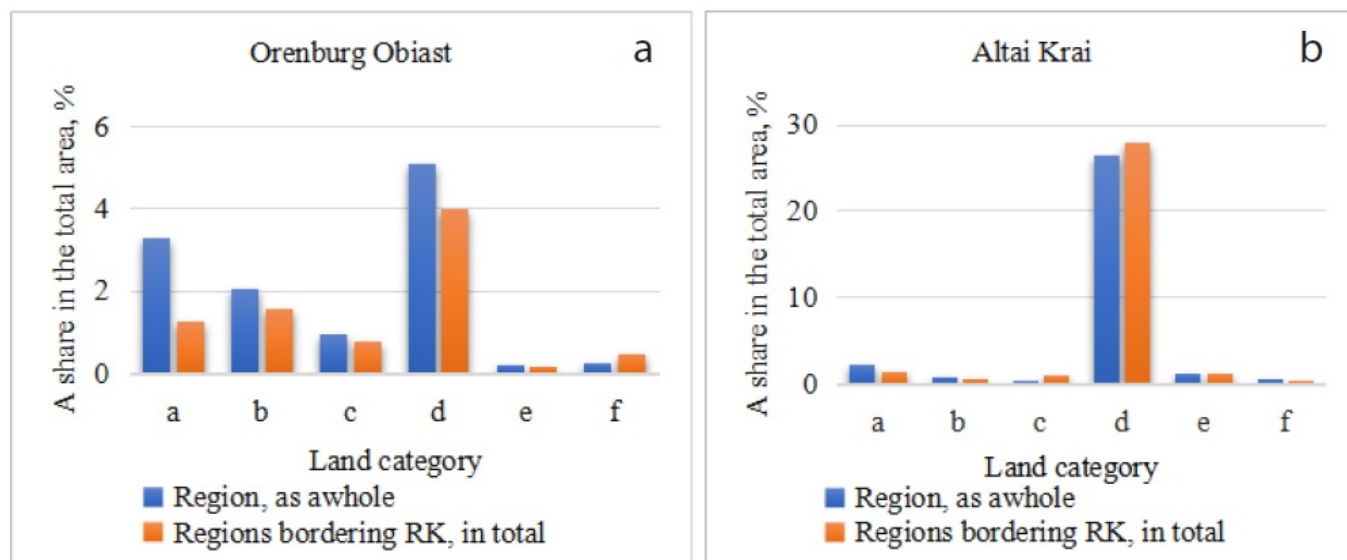 Orenburg Obiast
a
A share in the total area, %
6
4
2
0
a b c d e f
Land category
Region, as awhole
Regions bordering RK, in total
Altai Krai
b
A share in the total area, %
30
20
10
0
a b c d e f
Land category
Region, as awhole
Regions bordering RK, in total